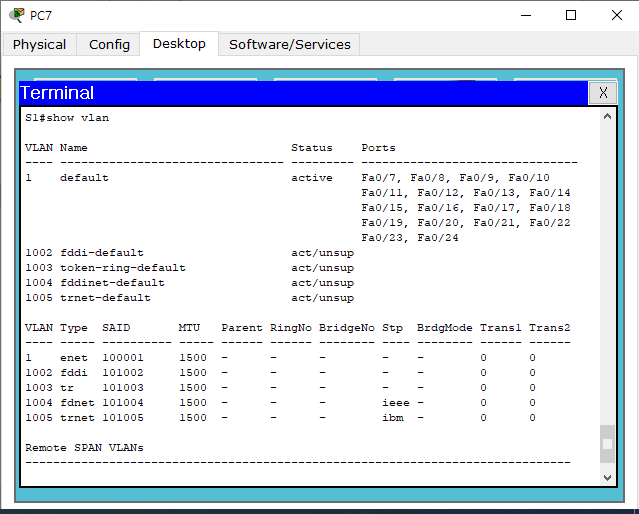 PC7
Physical Config Desktop Software/Services
Terminal X
S1#show vlan
VLAN Name                             Status    Ports
---- -------------------------------- --------- -------------------------------
1    default                          active    Fa0/7, Fa0/8, Fa0/9, Fa0/10
                                                Fa0/11, Fa0/12, Fa0/13, Fa0/14
                                                Fa0/15, Fa0/16, Fa0/17, Fa0/18
                                                Fa0/19, Fa0/20, Fa0/21, Fa0/22
                                                Fa0/23, Fa0/24
1002 fddi-default                     act/unsup
1003 token-ring-default               act/unsup
1004 fddinet-default                  act/unsup
1005 trnet-default                    act/unsup
VLAN Type  SAID       MTU   Parent RingNo BridgeNo Stp  BrdgMode Trans1 Trans2
---- ----- ---------- ----- ------ ------ -------- ---- -------- ------ ------
1    enet  100001     1500  -      -      -        -    -        0      0
1002 fddi  101002     1500  -      -      -        -    -        0      0
1003 tr    101003     1500  -      -      -        -    -        0      0
1004 fdnet 101004     1500  -      -      -        ieee -        0      0
1005 trnet 101005     1500  -      -      -        ibm  -        0      0
Remote SPAN VLANs
------------------------------------------------------------------------------